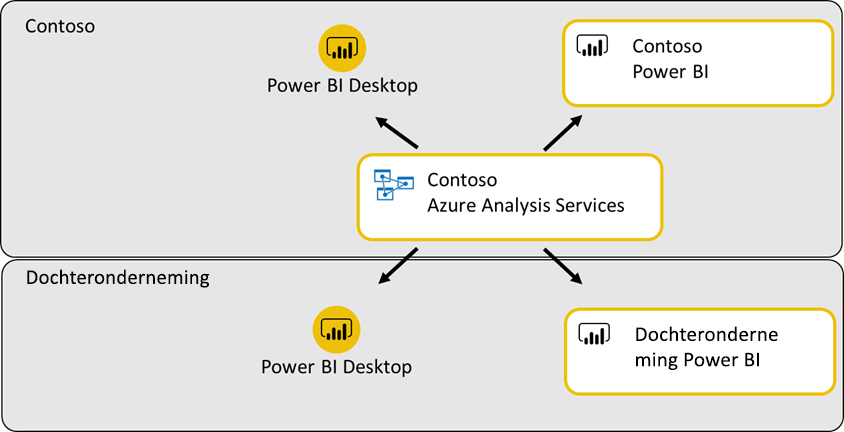 Contoso
Power BI Desktop
Contoso
Power BI
Contoso
Azure Analysis Services
Dochteronderneming
Power BI Desktop
Dochteronderne
ming Power BI